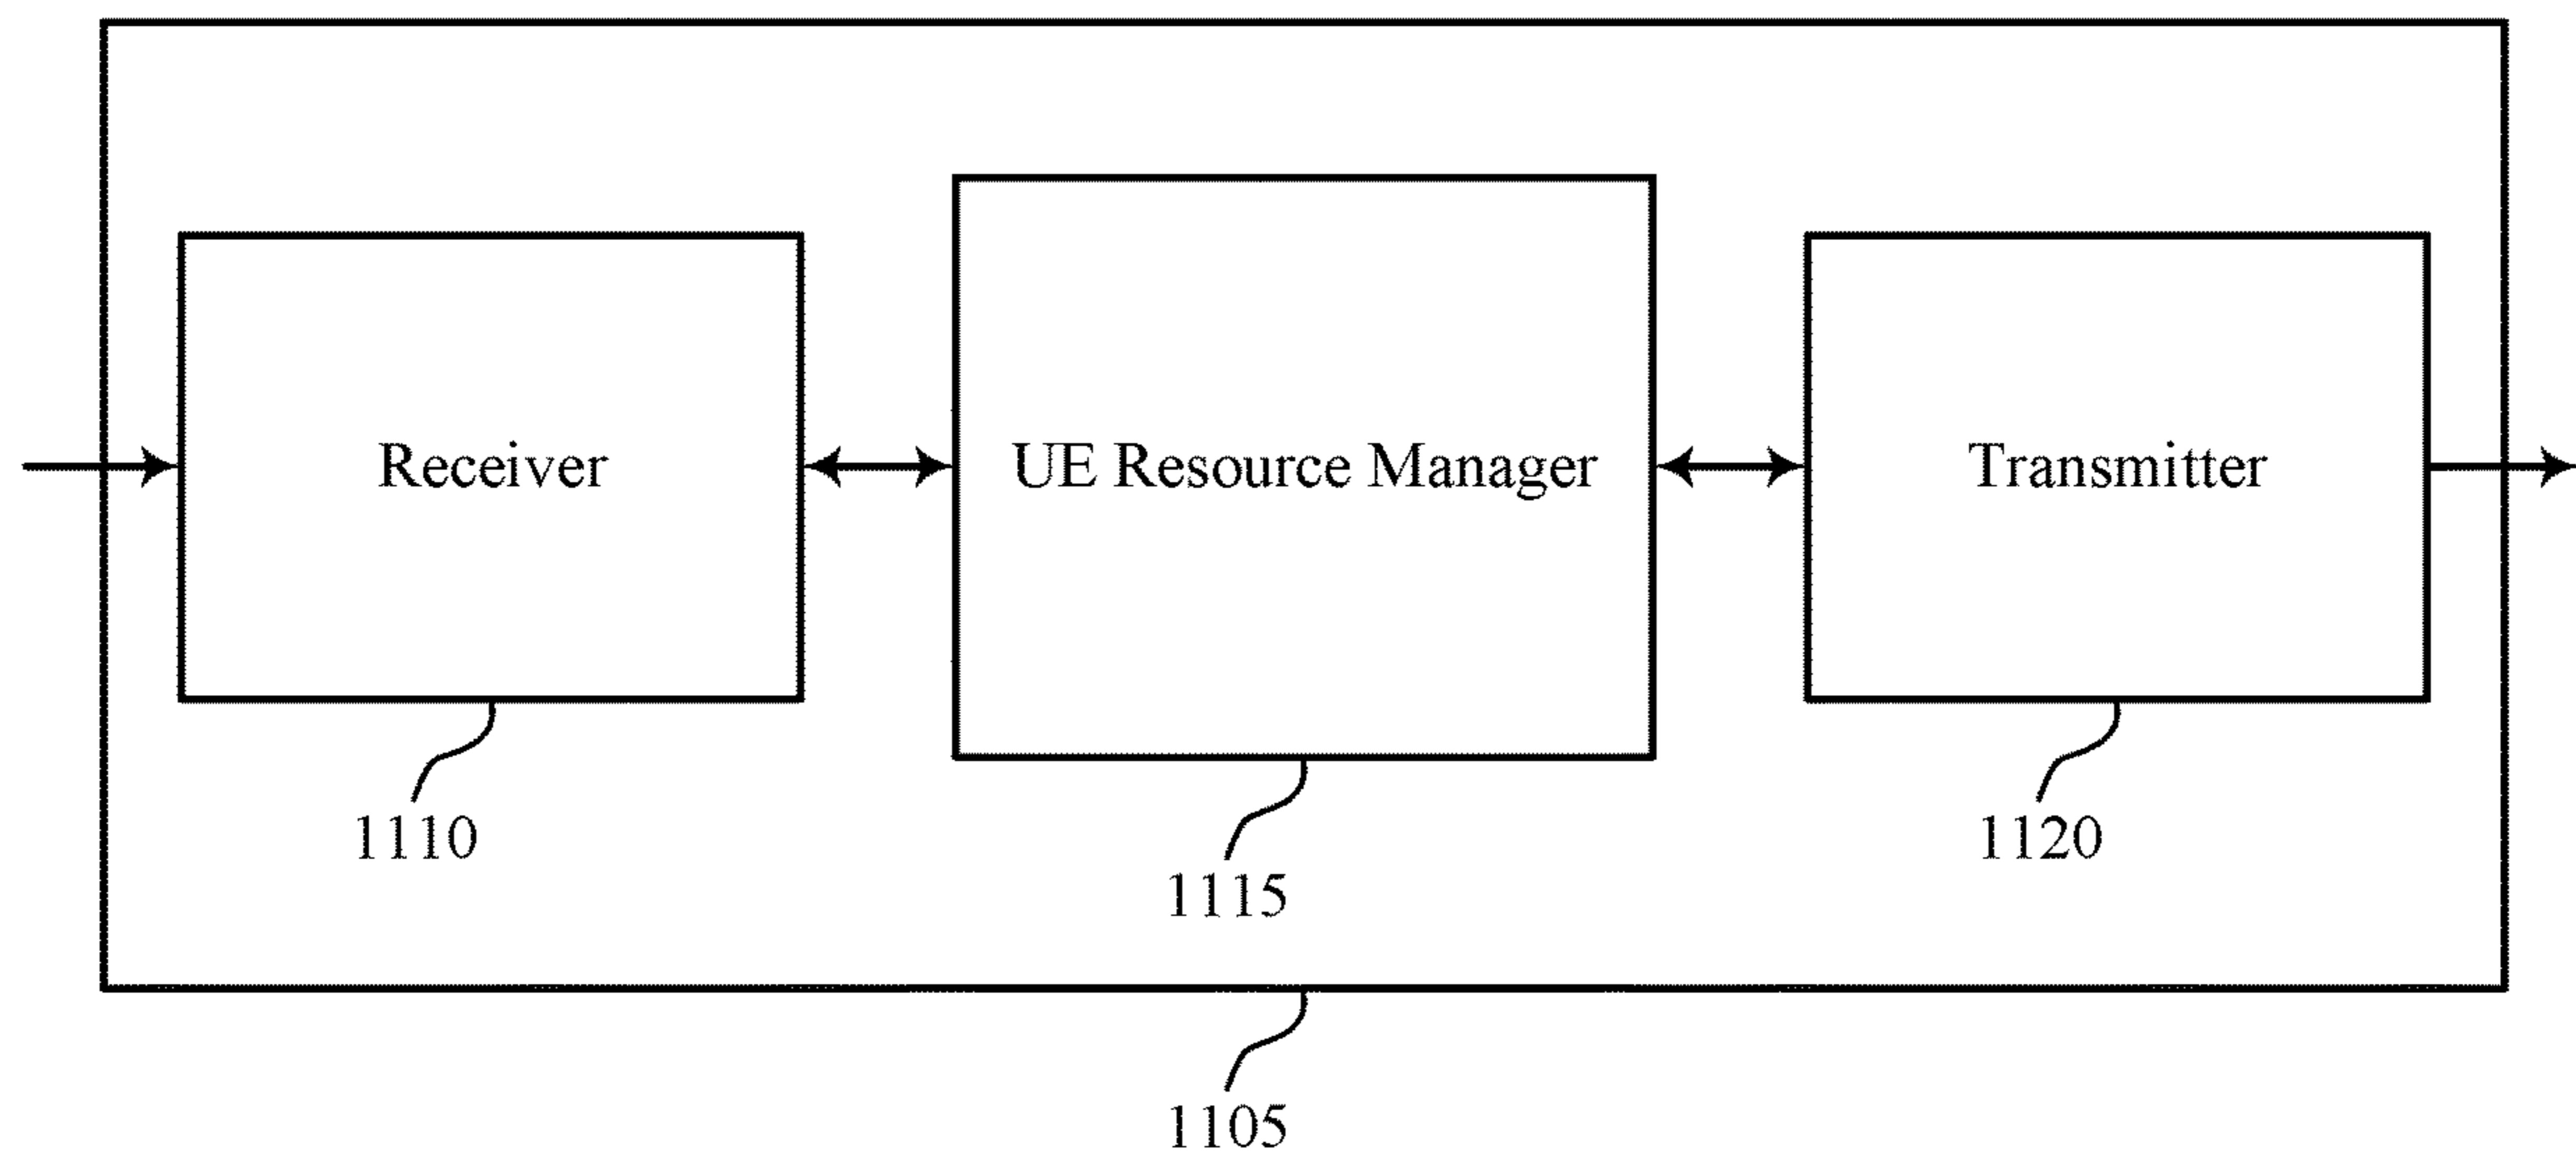 Receiver
UE Resource Manager
Transmitter
1110
1115
1120
1105